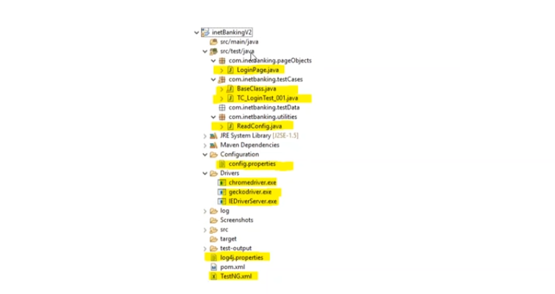 inetBankingV2
src/main/java
src/test/java
com.inetbanking.pageObjects
LoginPage.java
com.inetbanking.testCases
BaseClass.java
TC_LoginTest_001.java
com.inetbanking.testData
com.inetbanking.utilities
ReadConfig.java
JRE System Library [J2SE-1.5]
Maven Dependencies
Configuration
config.properties
Drivers
chromedriver.exe
geckodriver.exe
IEDriverServer.exe
log
Screenshots
src
target
test-output
log4j.properties
pom.xml
TestNG.xml